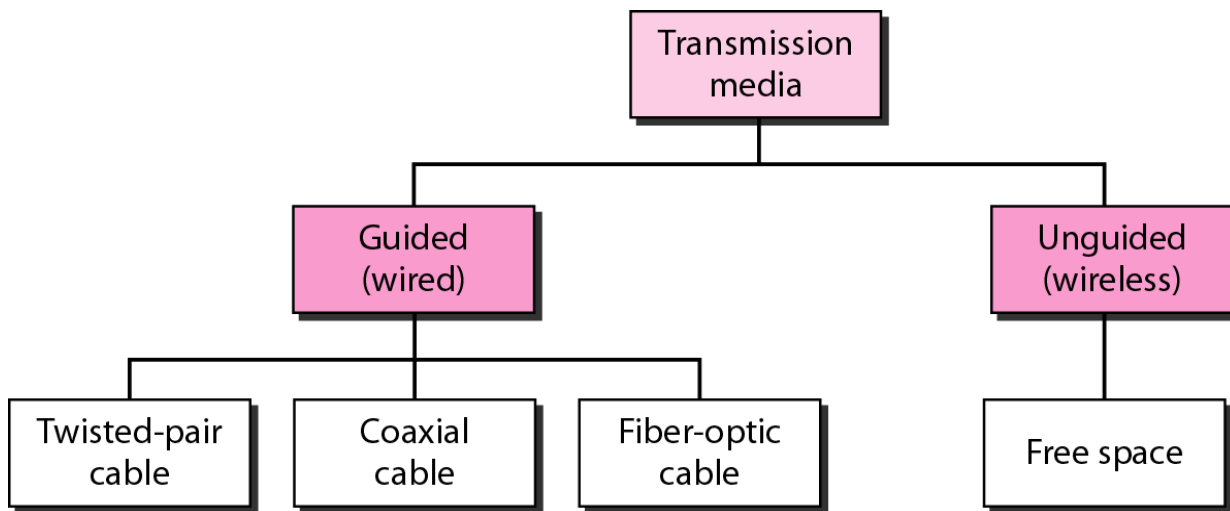 Transmission
media
Guided
(wired)
Unguided
(wireless)
Twisted-pair
cable
Coaxial
cable
Fiber-optic
cable
Free space